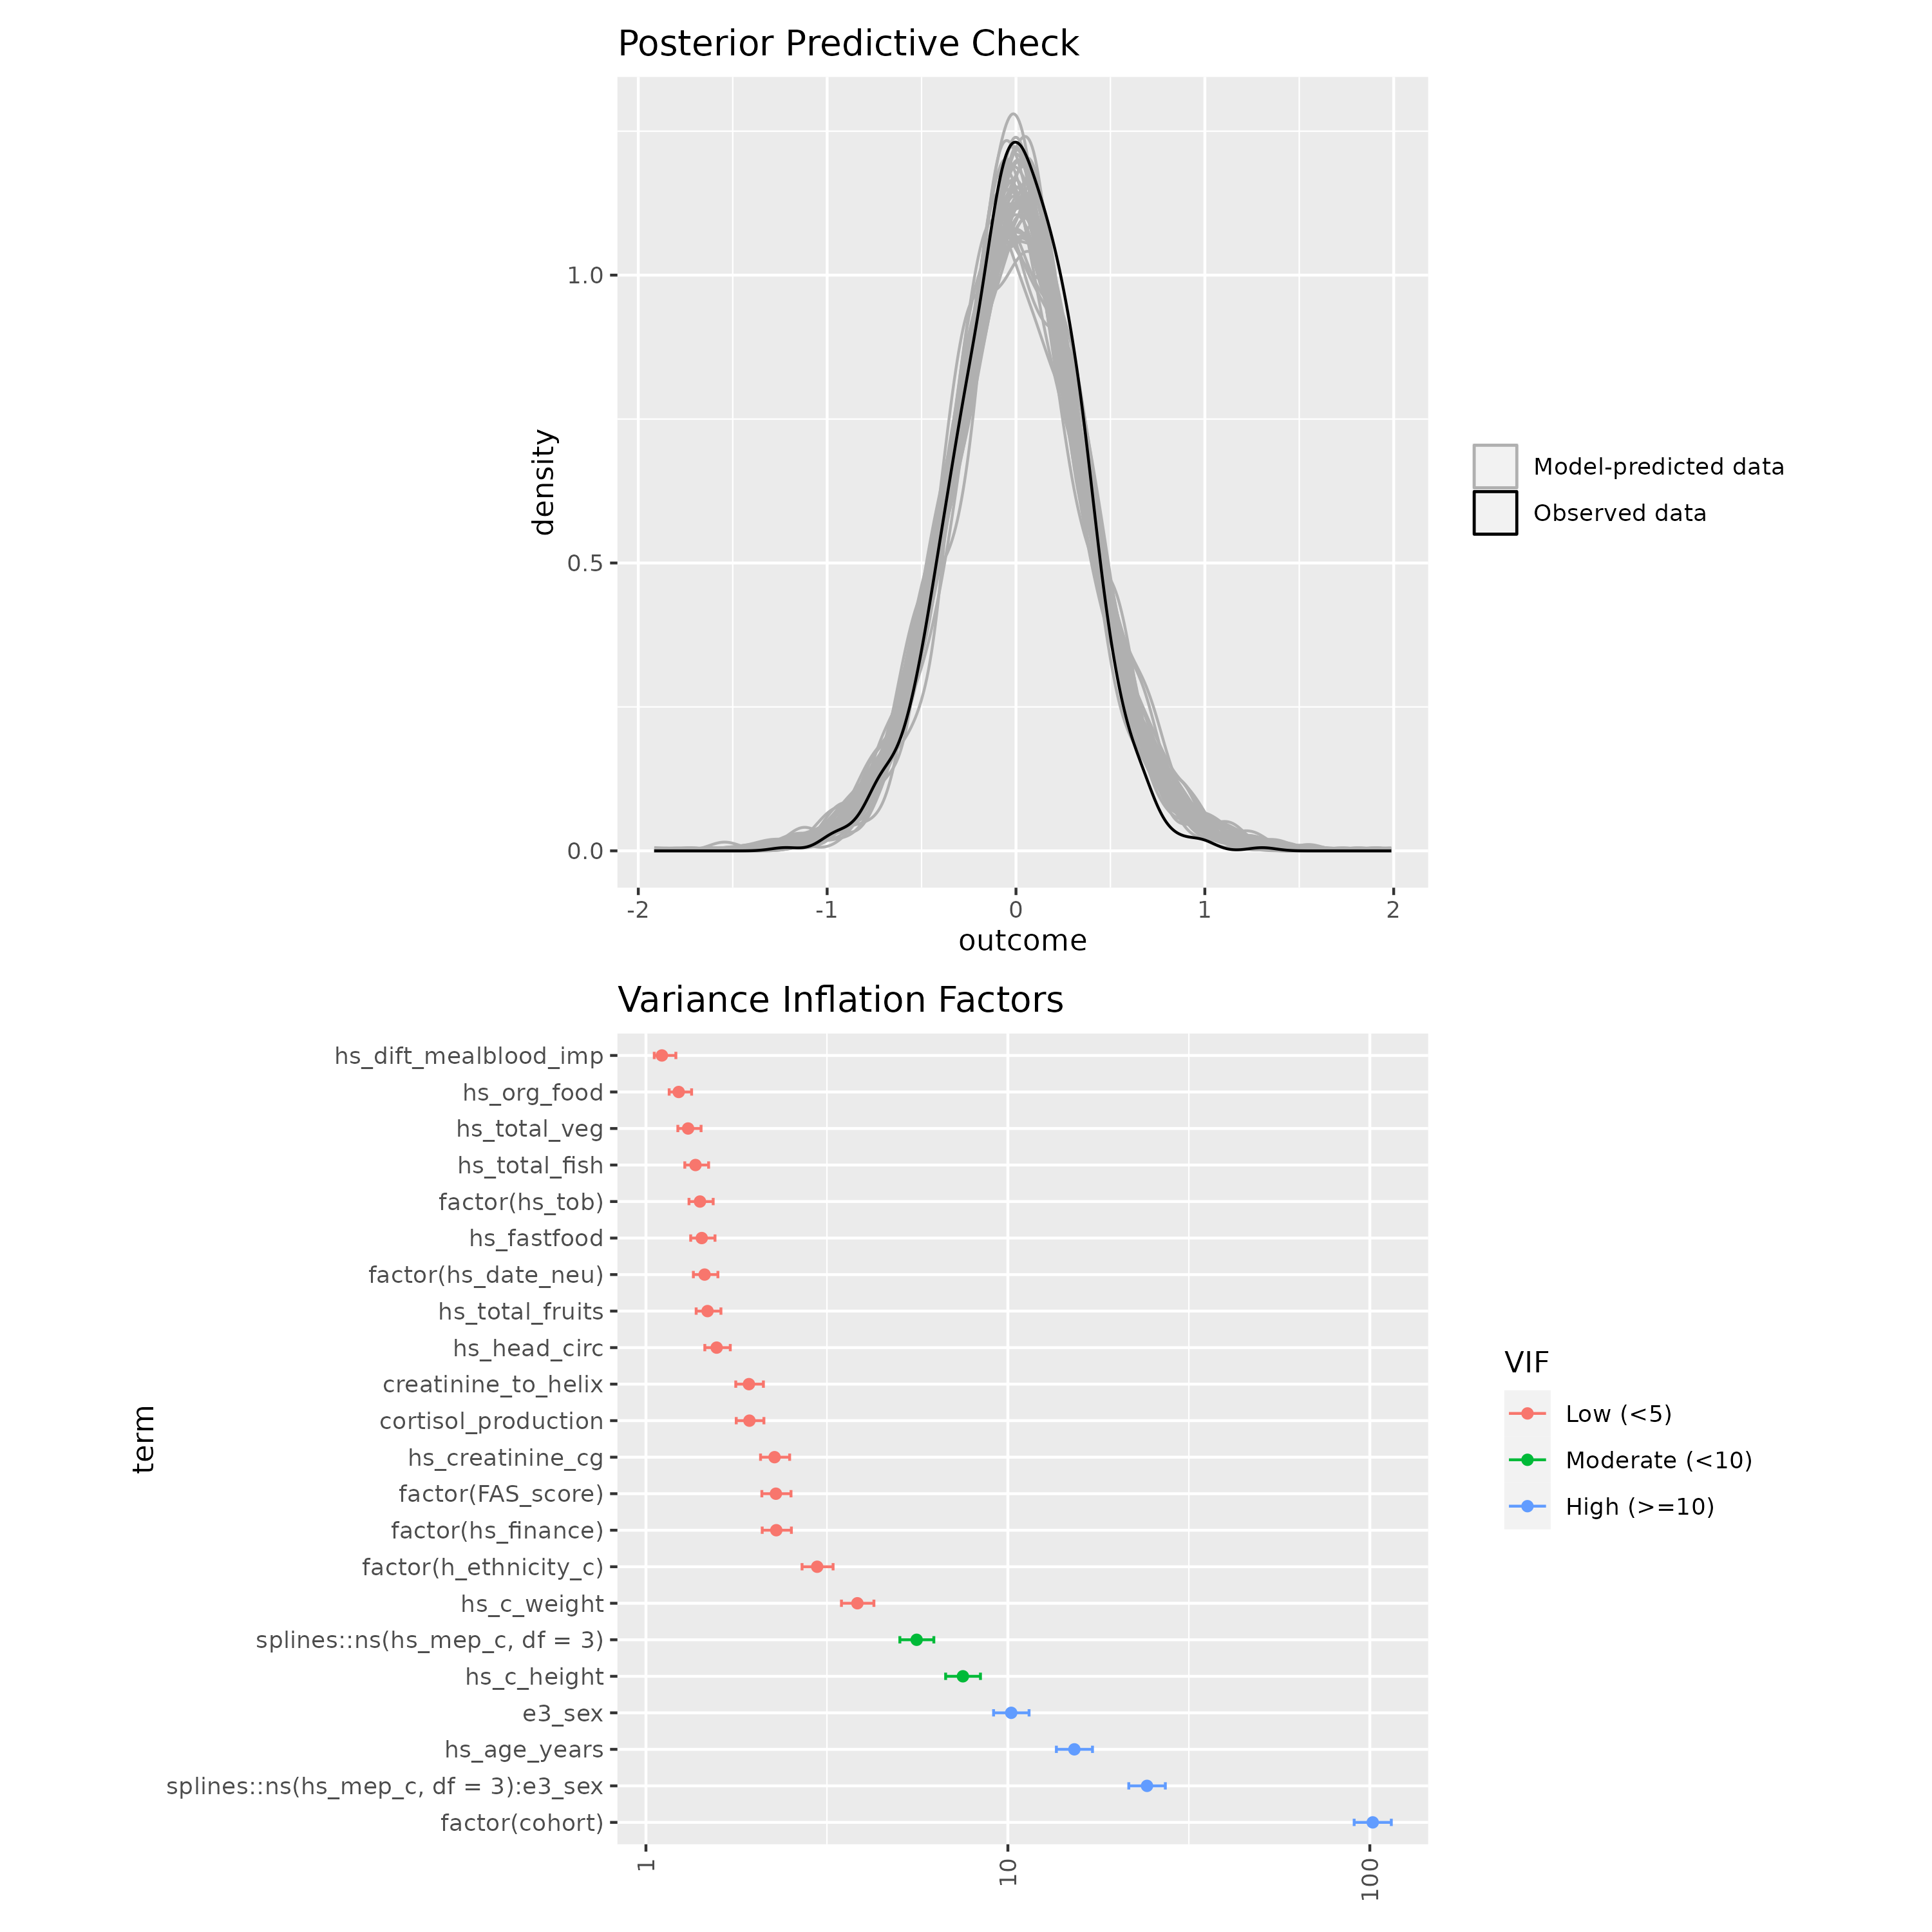 Posterior Predictive Check
density
1.0
0.5
0.0
-2 -1 0 1 2
outcome
Model-predicted data
Observed data
Variance Inflation Factors
term
hs_dift_mealblood_imp
hs_org_food
hs_total_veg
hs_total_fish
factor(hs_tob)
hs_fastfood
factor(hs_date_neu)
hs_total_fruits
hs_head_circ
creatinine_to_helix
cortisol_production
hs_creatinine_cg
factor(FAS_score)
factor(hs_finance)
factor(h_ethnicity_c)
hs_c_weight
splines::ns(hs_mep_c, df = 3)
hs_c_height
e3_sex
hs_age_years
splines::ns(hs_mep_c, df = 3):e3_sex
factor(cohort)
1 10 100
VIF
Low (<5)
Moderate (<10)
High (>=10)